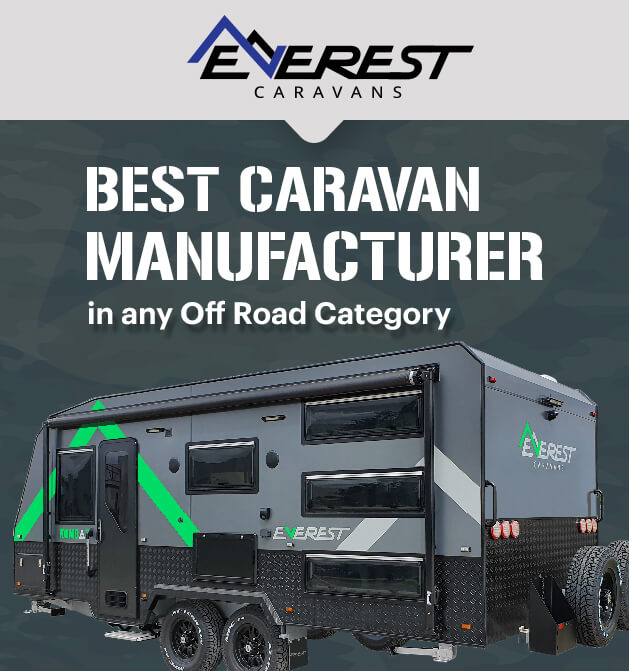 EVEREST
CARAVANS
BEST CARAVAN
MANUFACTURER
in any Off Road Category
EVEREST
CARAVANS
EVEREST